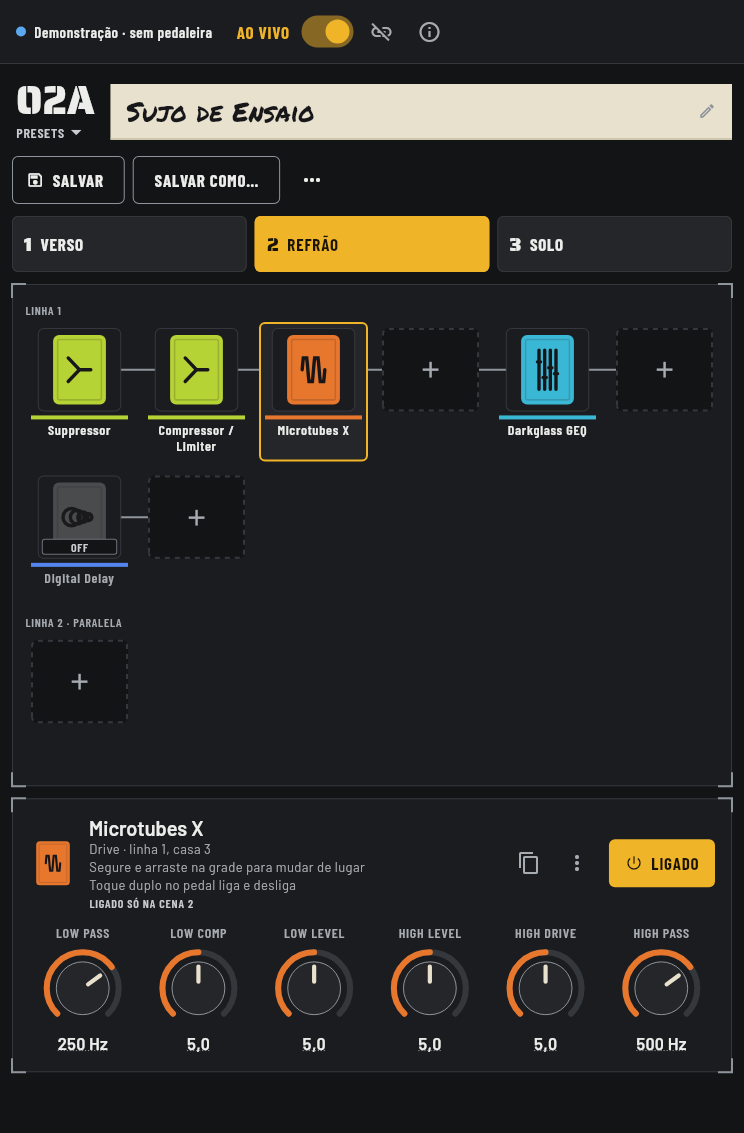 Demonstração · sem pedaleira AO VIVO
02A
PRESETS
Sujo de Ensaio
SALVAR SALVAR COMO...
1 VERSO 2 REFRÃO 3 SOLO
LINHA 1
Suppressor Compressor / Limiter Microtubes X Darkglass GEQ
OFF
Digital Delay
LINHA 2 · PARALELA
Microtubes X
Drive · linha 1, casa 3
Segure e arraste na grade para mudar de lugar
Toque duplo no pedal liga e desliga
LIGADO SÓ NA CENA 2
LIGADO
LOW PASS LOW COMP LOW LEVEL HIGH LEVEL HIGH DRIVE HIGH PASS
250 Hz 5,0 5,0 5,0 5,0 500 Hz